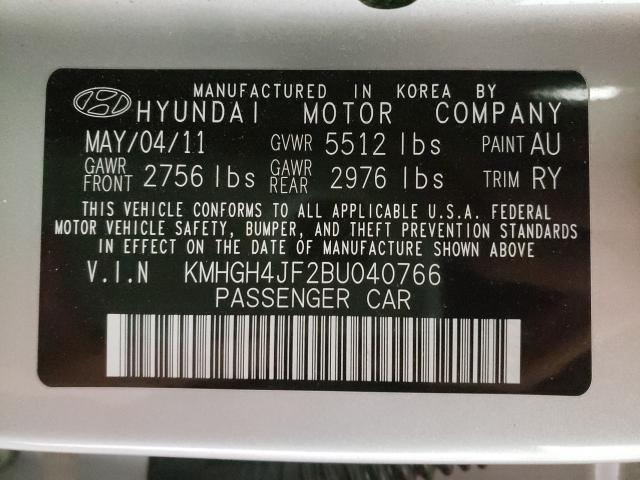 MANUFACTURED IN KOREA BY
HYUNDAI MOTOR COMPANY
MAY/04/11 GVWR 5512 lbs PAINT AU
GAWR FRONT 2756 lbs GAWR REAR 2976 lbs TRIM RY
THIS VEHICLE CONFORMS TO ALL APPLICABLE U.S.A. FEDERAL
MOTOR VEHICLE SAFETY, BUMPER, AND THEFT PREVENTION STANDARDS
IN EFFECT ON THE DATE OF MANUFACTURE SHOWN ABOVE
V.I.N KMHGH4JF2BU040766
PASSENGER CAR